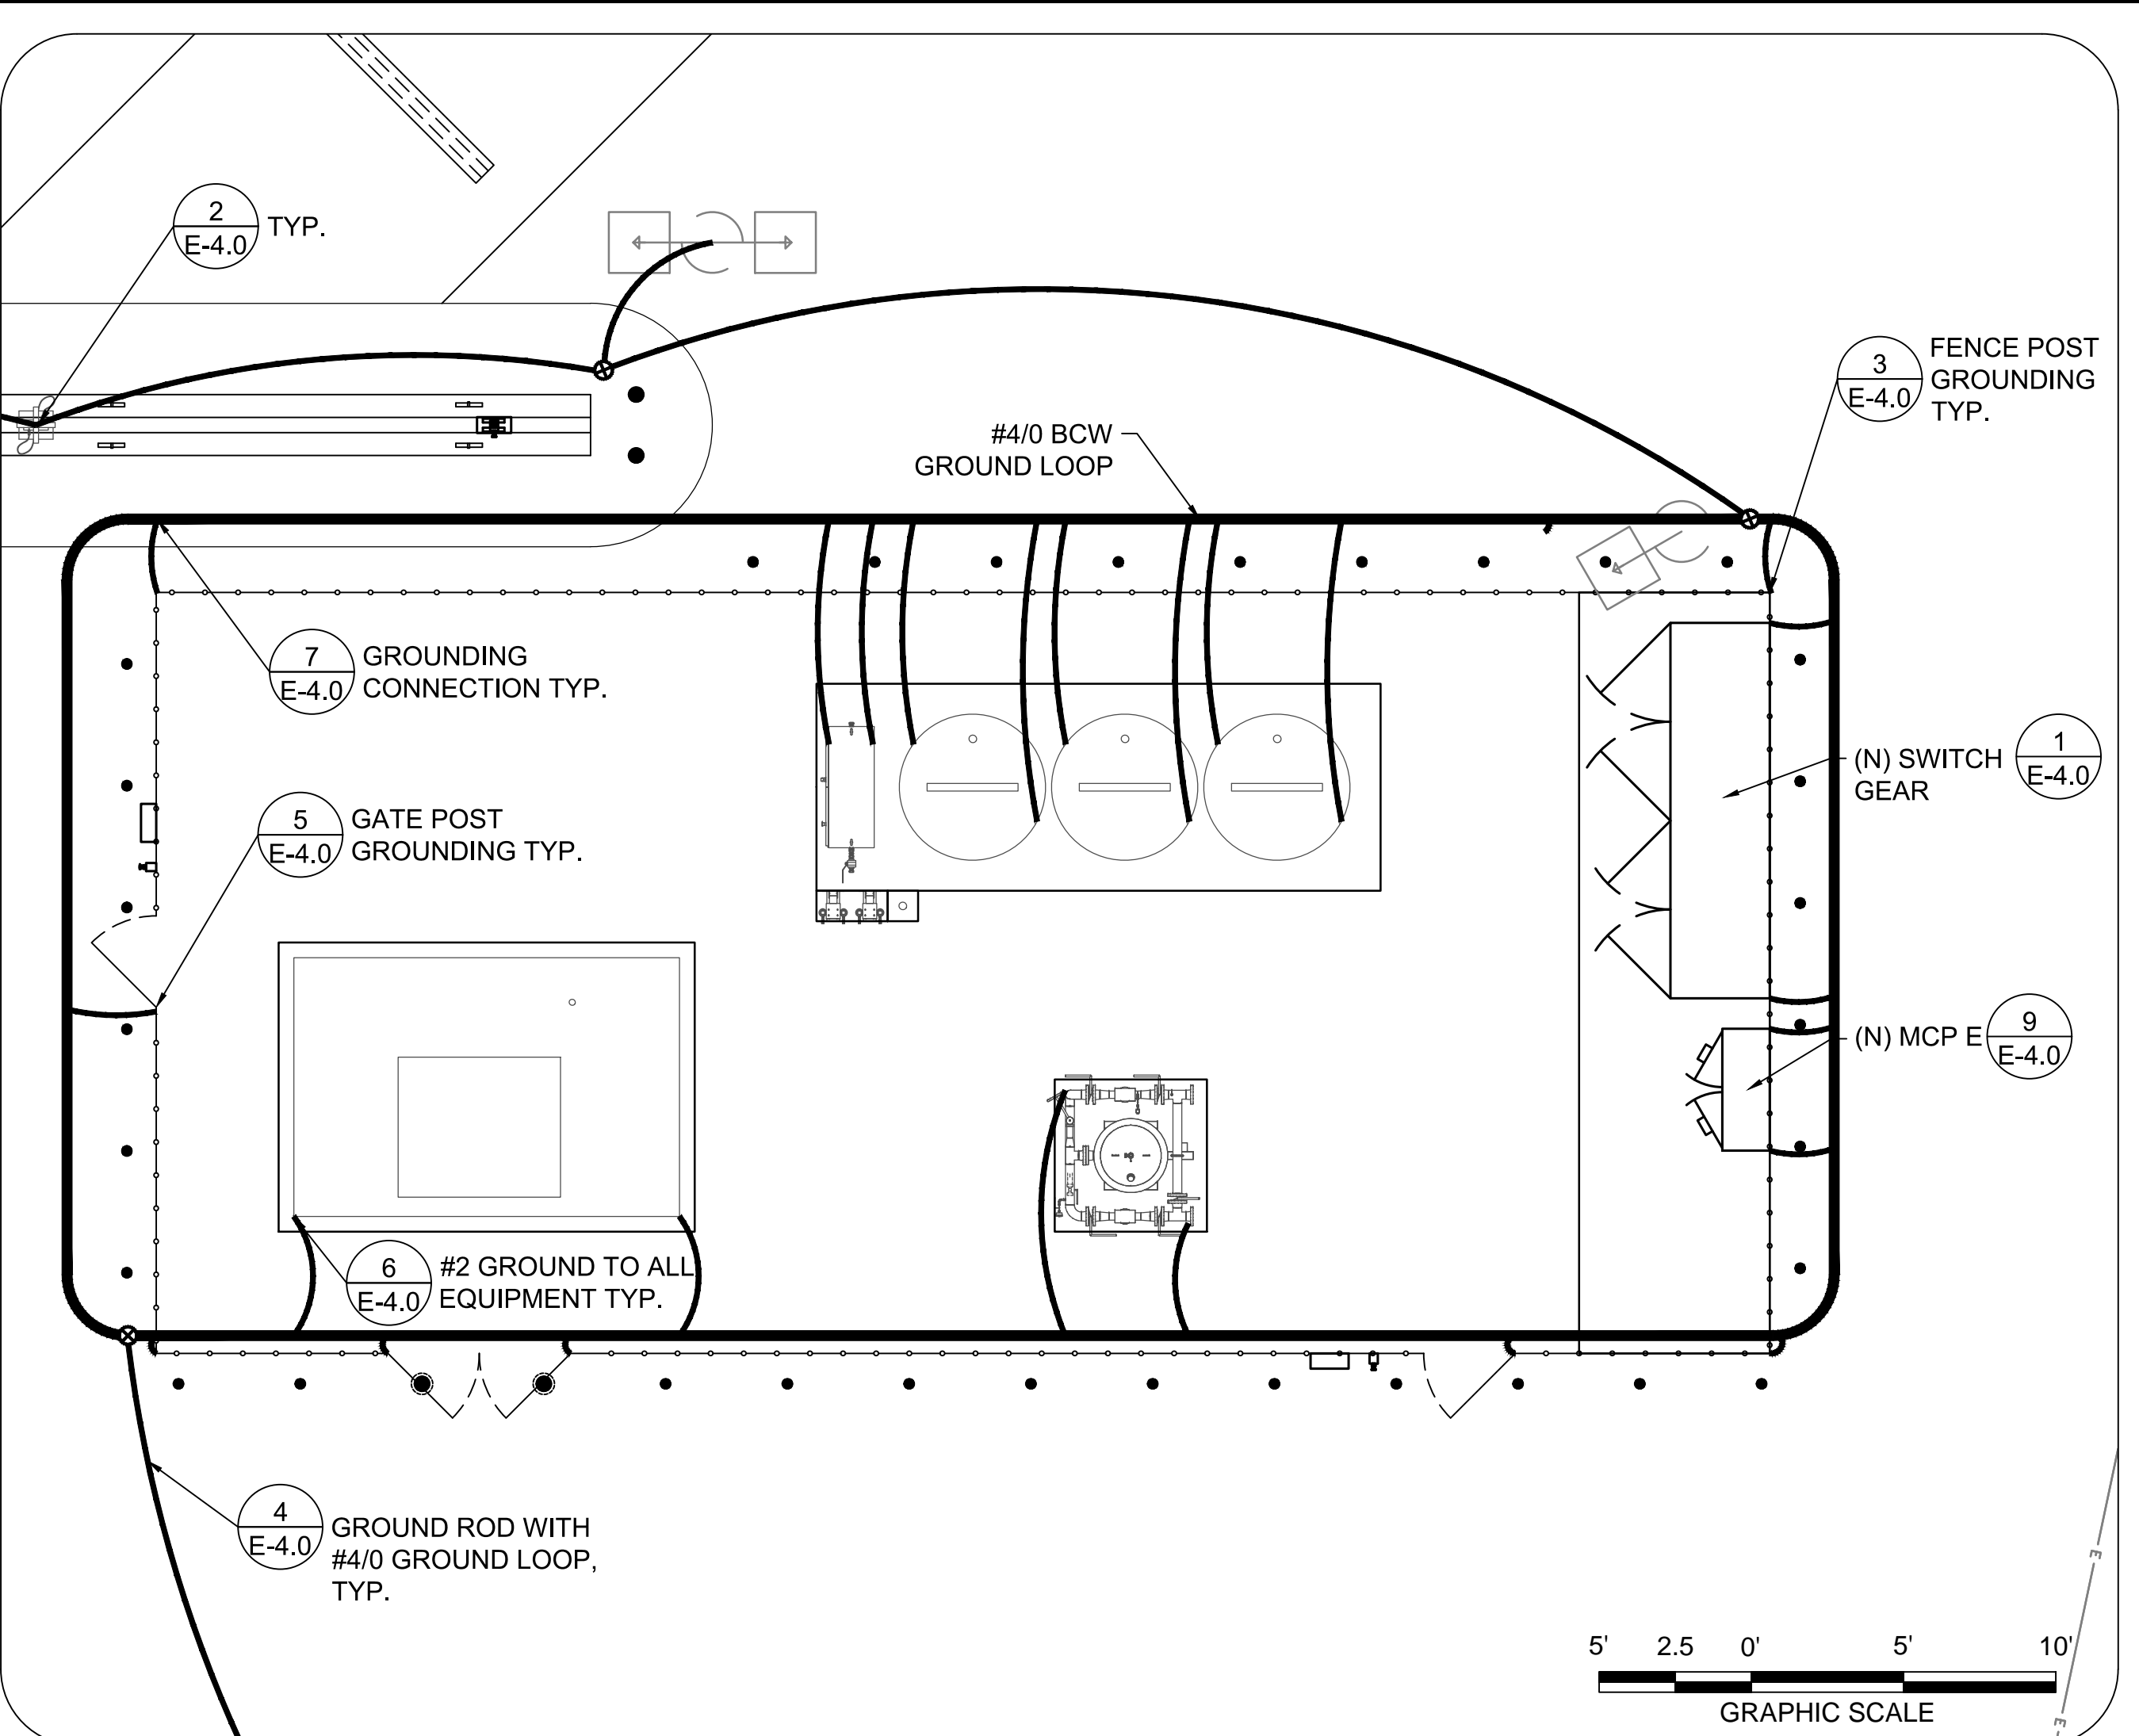 2
E-4.0
TYP.
3
E-4.0
FENCE POST
GROUNDING
TYP.
#4/0 BCW
GROUND LOOP
7
E-4.0
GROUNDING
CONNECTION TYP.
(N) SWITCH
GEAR
1
E-4.0
5
E-4.0
GATE POST
GROUNDING TYP.
(N) MCP E
9
E-4.0
6
E-4.0
#2 GROUND TO ALL
EQUIPMENT TYP.
4
E-4.0
GROUND ROD WITH
#4/0 GROUND LOOP,
TYP.
E
E
5' 2.5 0' 5' 10'
GRAPHIC SCALE